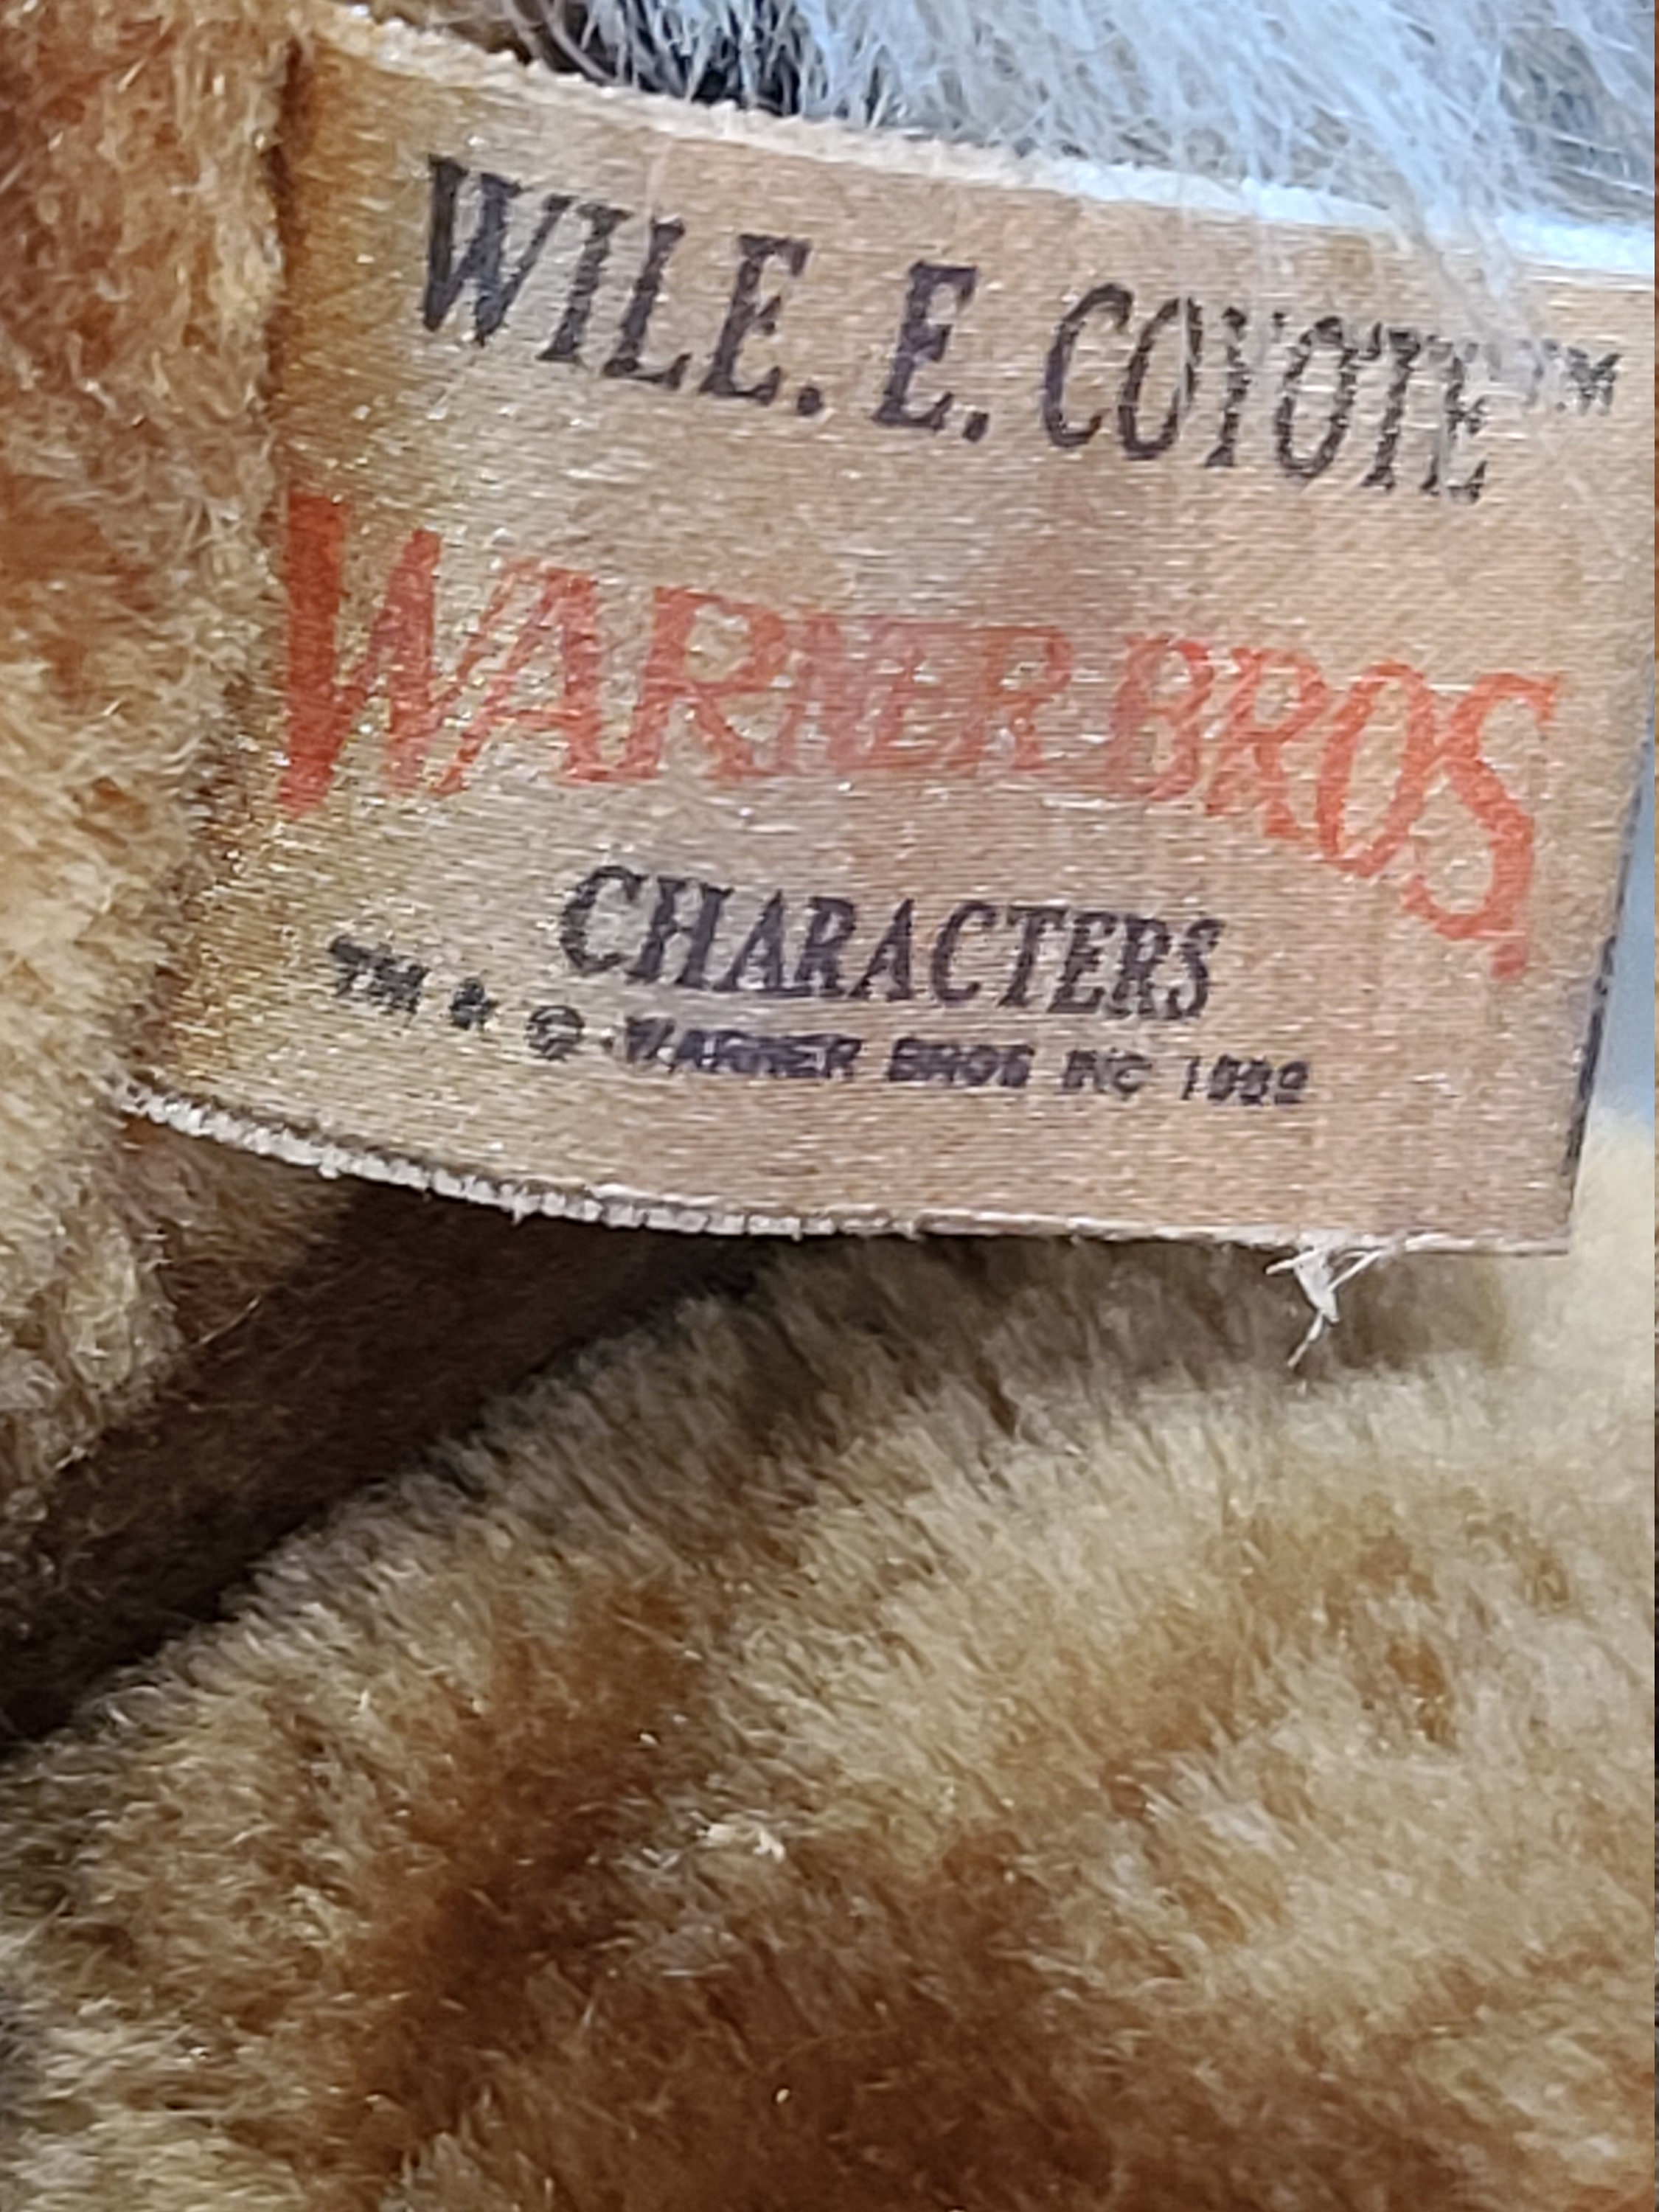 WILE. E. COYOTE™
WARNER BROS.
CHARACTERS
TM & © WARNER BROS INC